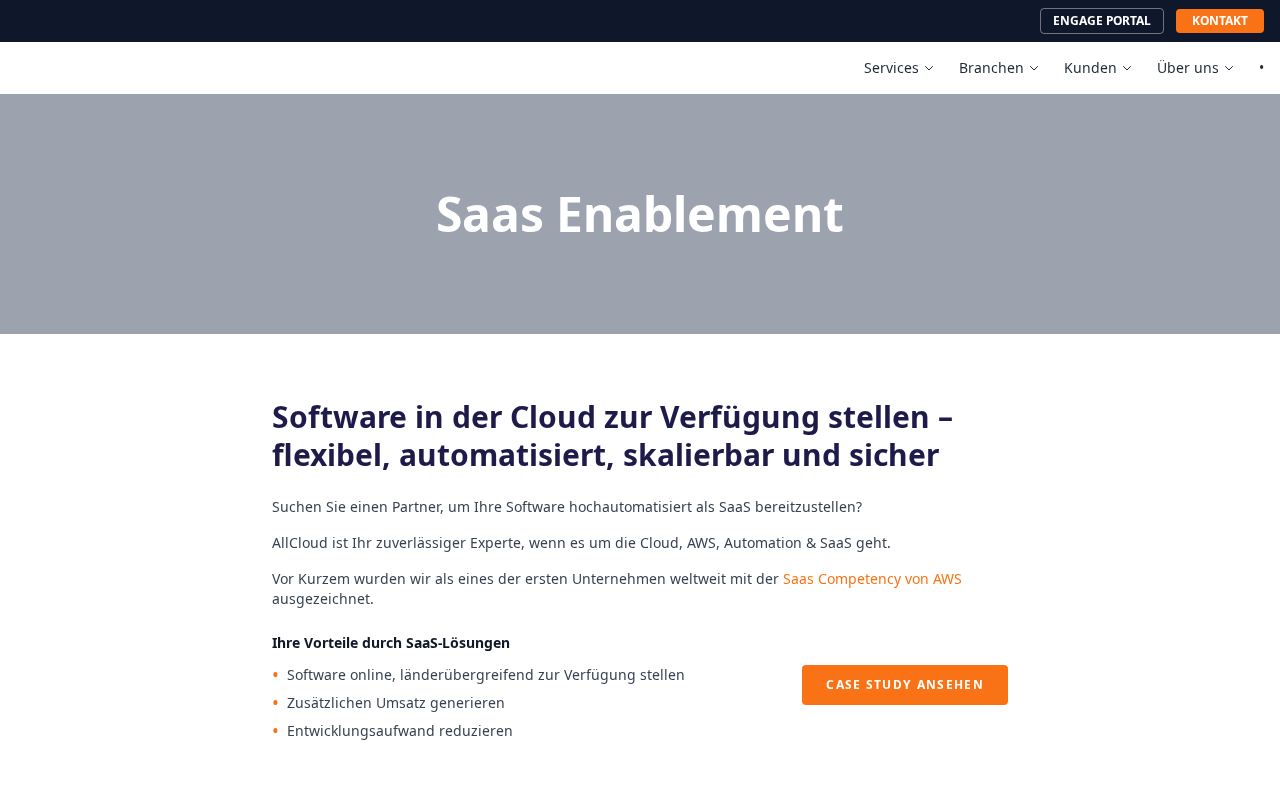 ENGAGE PORTAL
KONTAKT
Services
Branchen
Kunden
Über uns
•
Saas Enablement
Software in der Cloud zur Verfügung stellen –
flexibel, automatisiert, skalierbar und sicher
Suchen Sie einen Partner, um Ihre Software hochautomatisiert als SaaS bereitzustellen?
AllCloud ist Ihr zuverlässiger Experte, wenn es um die Cloud, AWS, Automation & SaaS geht.
Vor Kurzem wurden wir als eines der ersten Unternehmen weltweit mit der Saas Competency von AWS
ausgezeichnet.
Ihre Vorteile durch SaaS-Lösungen
• Software online, länderübergreifend zur Verfügung stellen
• Zusätzlichen Umsatz generieren
• Entwicklungsaufwand reduzieren
CASE STUDY ANSEHEN